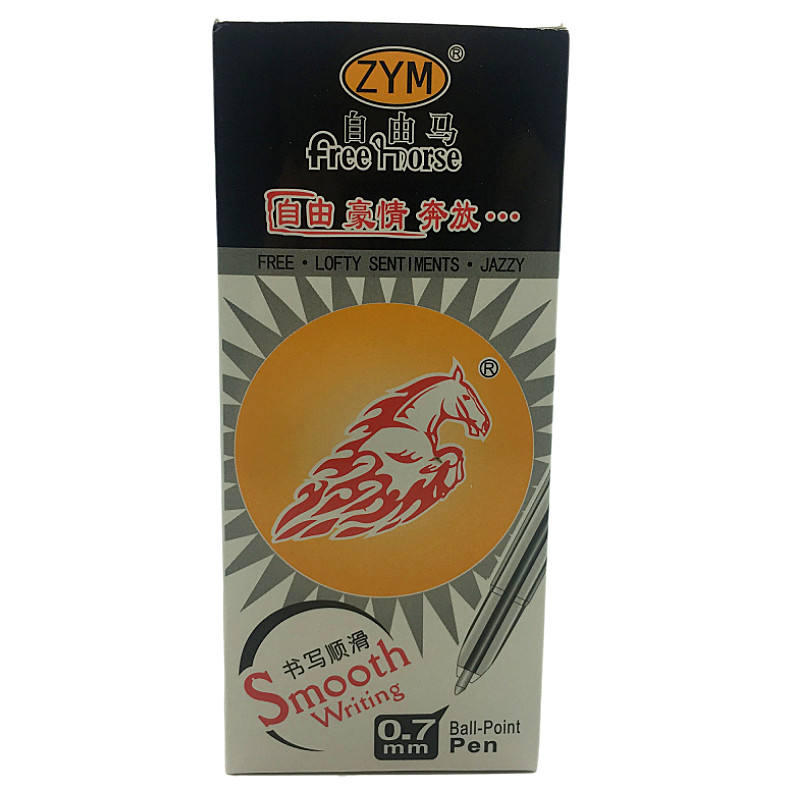 ZYM®
自由马
free horse
自由 豪情 奔放···
FREE · LOFTY SENTIMENTS · JAZZY
®
书写顺滑
Smooth
Writing
0.7
mm
Ball-Point
Pen